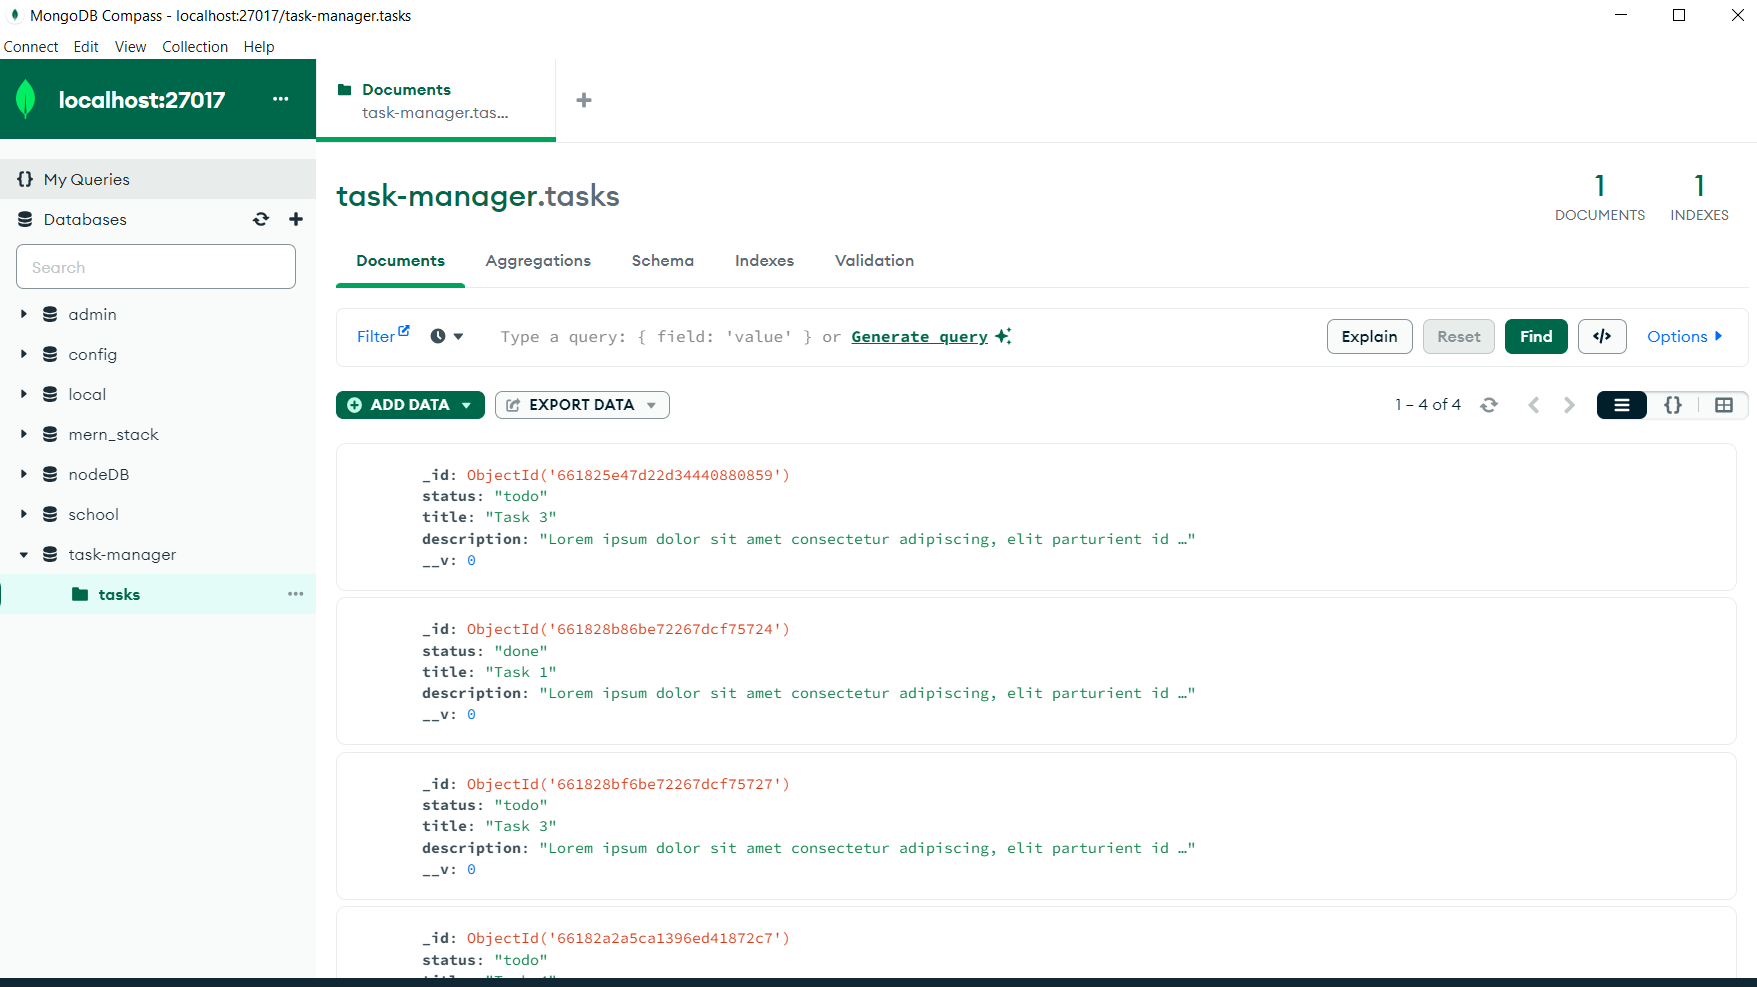 MongoDB Compass - localhost:27017/task-manager.tasks
Connect Edit View Collection Help
localhost:27017
Documents
task-manager.tas...
My Queries
Databases
Search
admin
config
local
mern_stack
nodeDB
school
task-manager
tasks
task-manager.tasks
1
DOCUMENTS
1
INDEXES
Documents Aggregations Schema Indexes Validation
Filter Type a query: { field: 'value' } or Generate query Explain Reset Find </> Options
ADD DATA EXPORT DATA 1 – 4 of 4 {}
_id: ObjectId('661825e47d22d34440880859')
status: "todo"
title: "Task 3"
description: "Lorem ipsum dolor sit amet consectetur adipiscing, elit parturient id …"
__v: 0
_id: ObjectId('661828b86be72267dcf75724')
status: "done"
title: "Task 1"
description: "Lorem ipsum dolor sit amet consectetur adipiscing, elit parturient id …"
__v: 0
_id: ObjectId('661828bf6be72267dcf75727')
status: "todo"
title: "Task 3"
description: "Lorem ipsum dolor sit amet consectetur adipiscing, elit parturient id …"
__v: 0
_id: ObjectId('66182a2a5ca1396ed41872c7')
status: "todo"